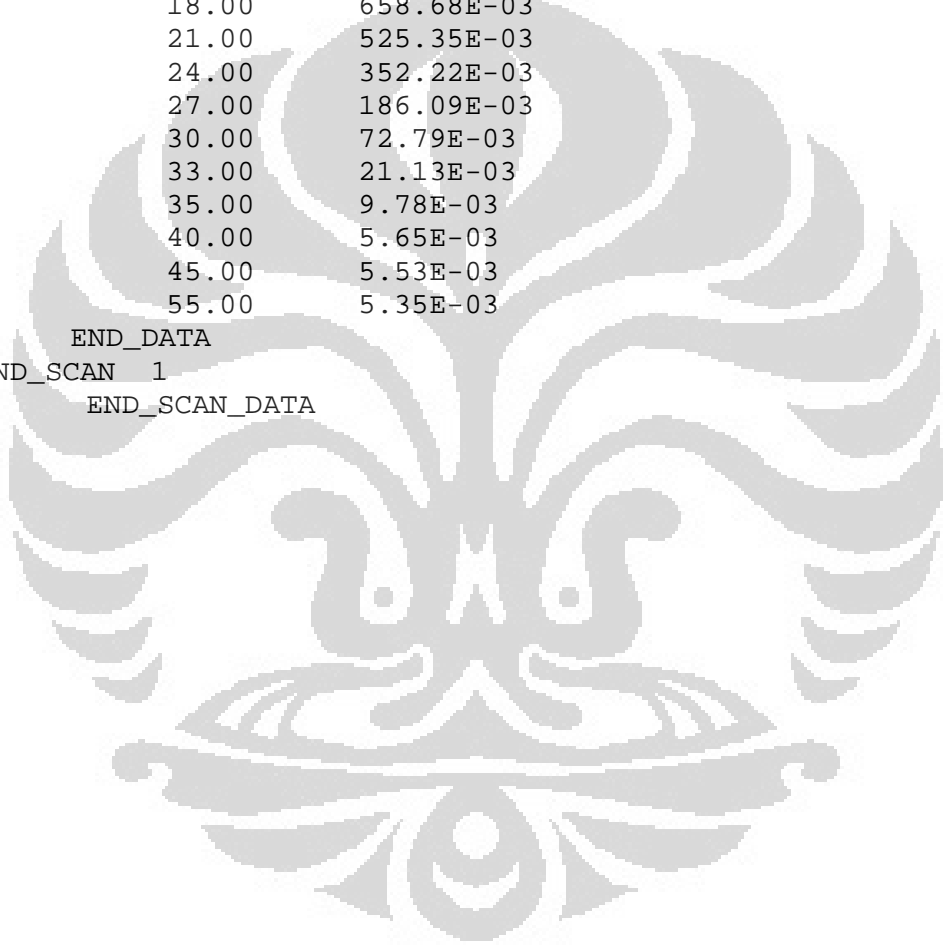 18.00 658.68E-03
21.00 525.35E-03
24.00 352.22E-03
27.00 186.09E-03
30.00 72.79E-03
33.00 21.13E-03
35.00 9.78E-03
40.00 5.65E-03
45.00 5.53E-03
55.00 5.35E-03
END_DATA
ND_SCAN 1
END_SCAN_DATA